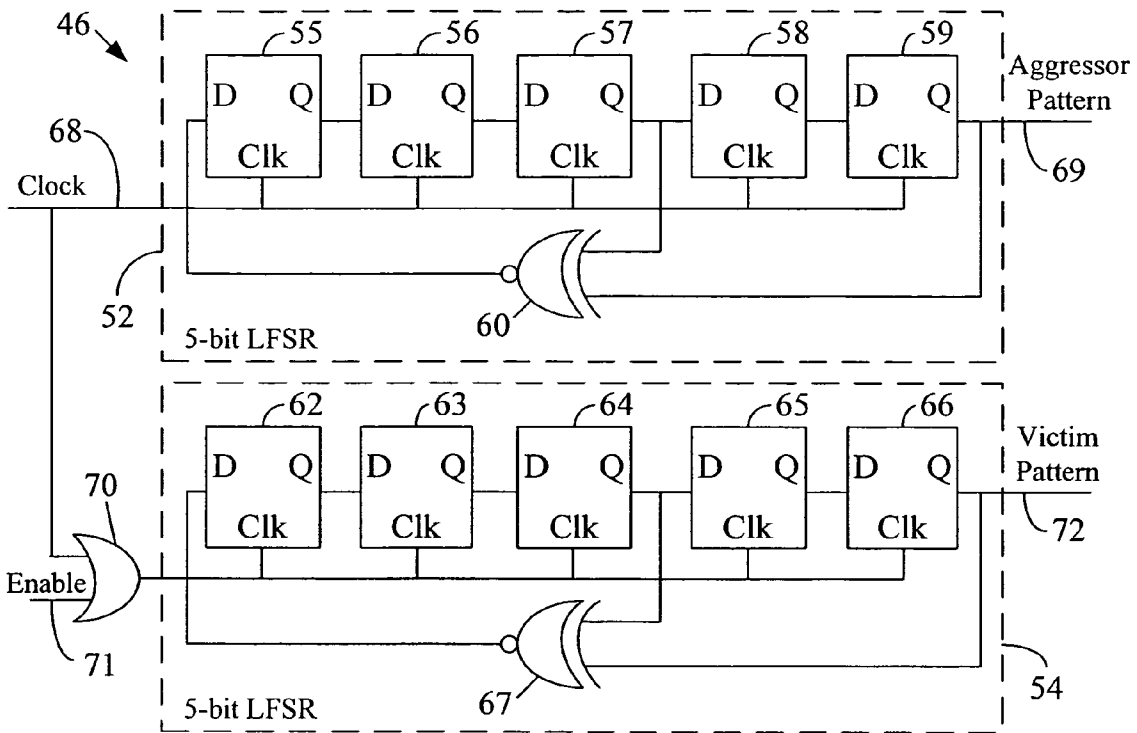 46
55
56
57
58
59
D Q
Clk
D Q
Clk
D Q
Clk
D Q
Clk
D Q
Clk
Aggressor
Pattern
68
69
Clock
52
60
5-bit LFSR
62
63
64
65
66
D Q
Clk
D Q
Clk
D Q
Clk
D Q
Clk
D Q
Clk
Victim
Pattern
70
72
Enable
71
67
54
5-bit LFSR